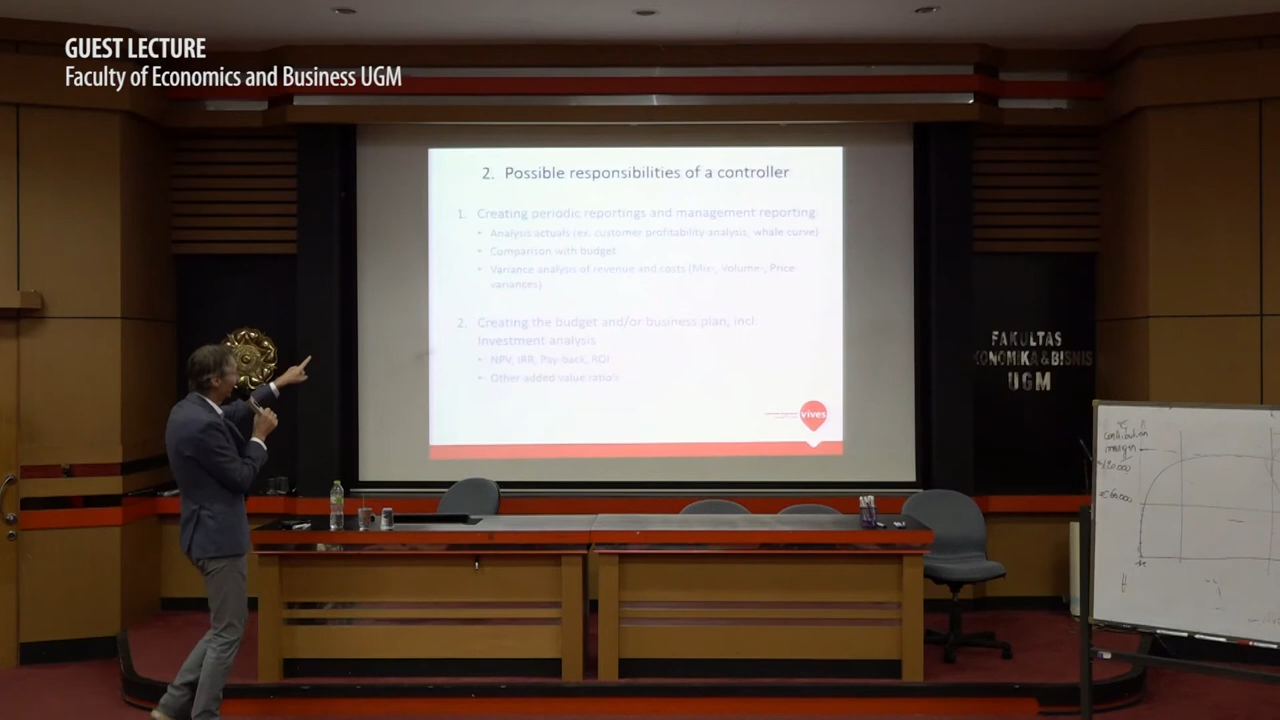 GUEST LECTURE
Faculty of Economics and Business UGM
2. Possible responsibilities of a controller
1. Creating periodic reportings and management reporting
• Analysis actuals (ex. customer profitability analysis, whale curve)
• Comparison with budget
• Variance analysis of revenue and costs (Mix-, Volume-, Price
variances)
2. Creating the budget and/or business plan, incl.
Investment analysis
• NPV, IRR, Pay-back, ROI
• Other added value ratio's
vives
FAKULTAS
KONOMIKA & BISNIS
UGM
contribution
margin